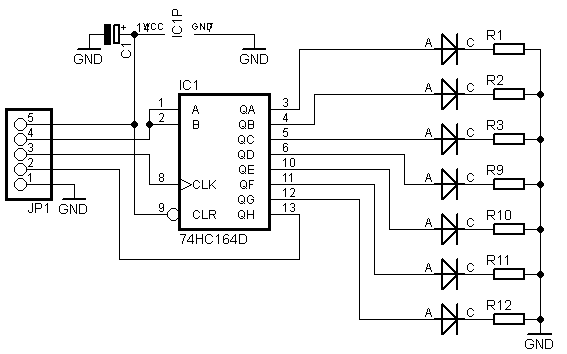 14 VCC IC1P GND 7
C1
GND GND
A C R1
IC1
1 A QA 3
2 B QB 4
A C R2
5
4
3
2
1
JP1
GND
QC 5
QD 6
QE 10
8 CLK QF 11
QG 12
9 CLR QH 13
74HC164D
A C R3
A C R9
A C R10
A C R11
A C R12
GND